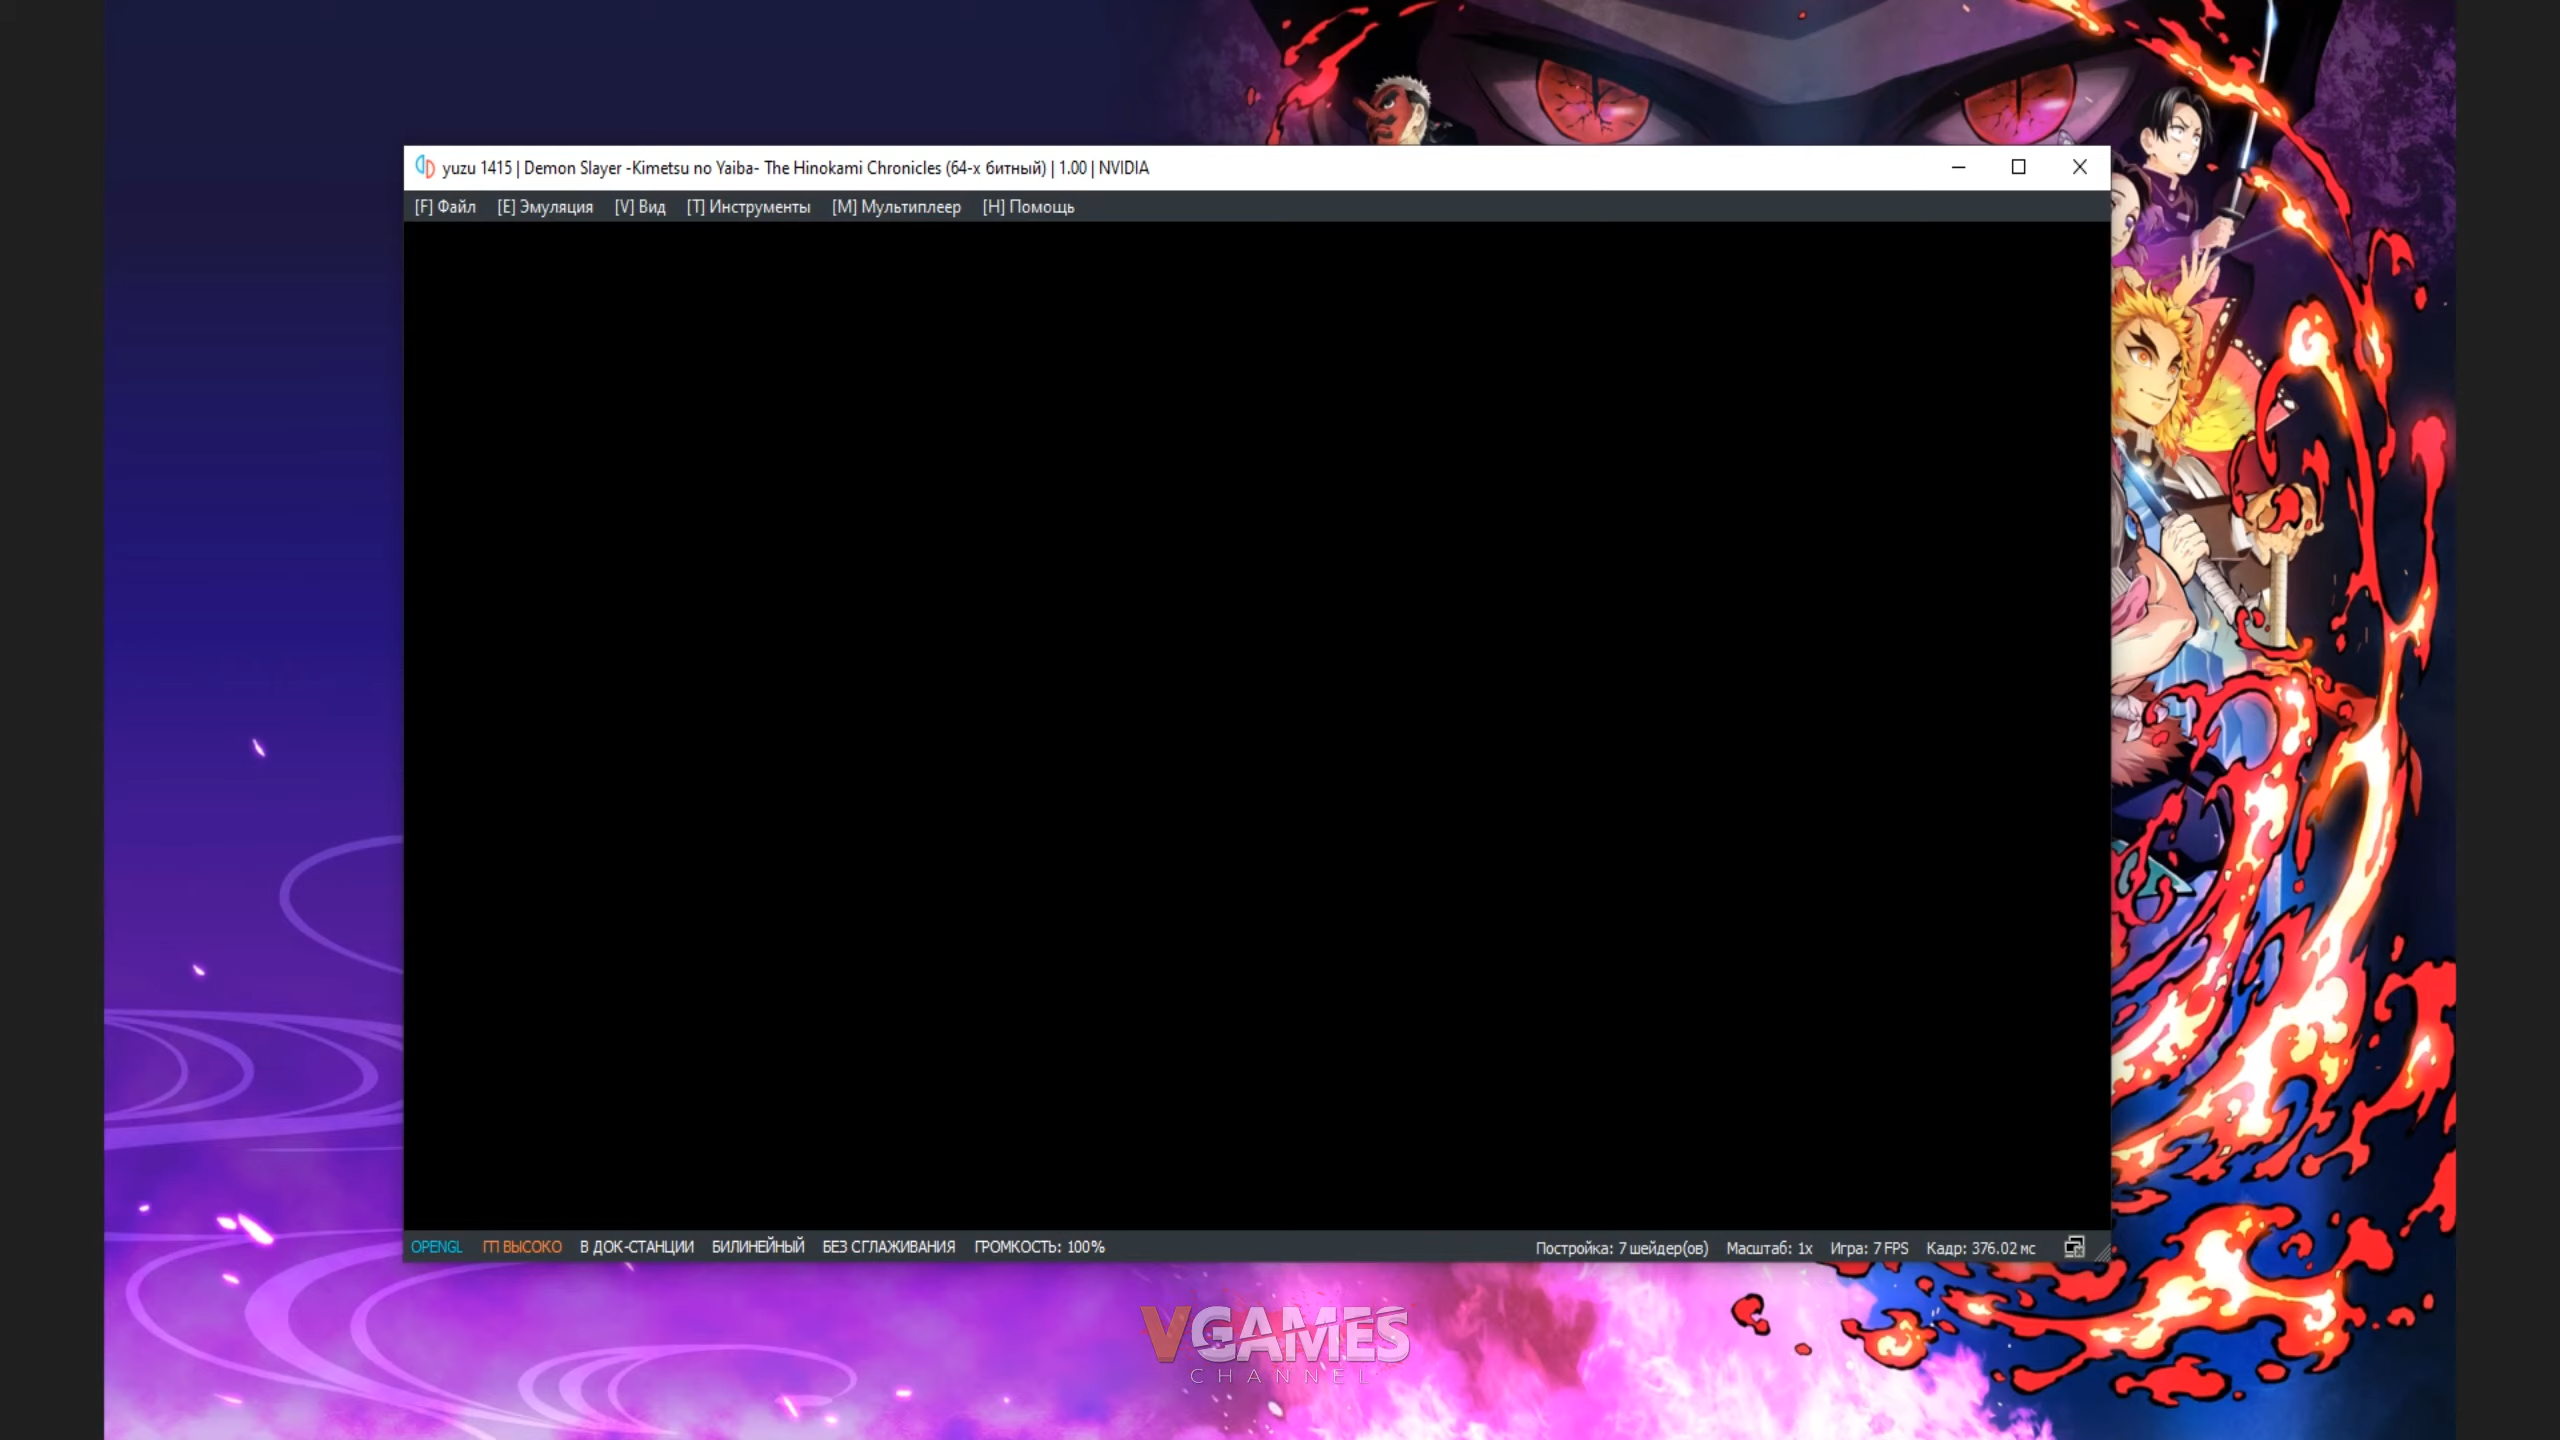 yuzu 1415 | Demon Slayer -Kimetsu no Yaiba- The Hinokami Chronicles (64-х битный) | 1.00 | NVIDIA
[F] Файл [E] Эмуляция [V] Вид [T] Инструменты [M] Мультиплеер [H] Помощь
OPENGL ГП ВЫСОКО В ДОК-СТАНЦИИ БИЛИНЕЙНЫЙ БЕЗ СГЛАЖИВАНИЯ ГРОМКОСТЬ: 100% Постройка: 7 шейдер(ов) Масштаб: 1x Игра: 7 FPS Кадр: 376.02 мс
VGAMES
CHANNEL